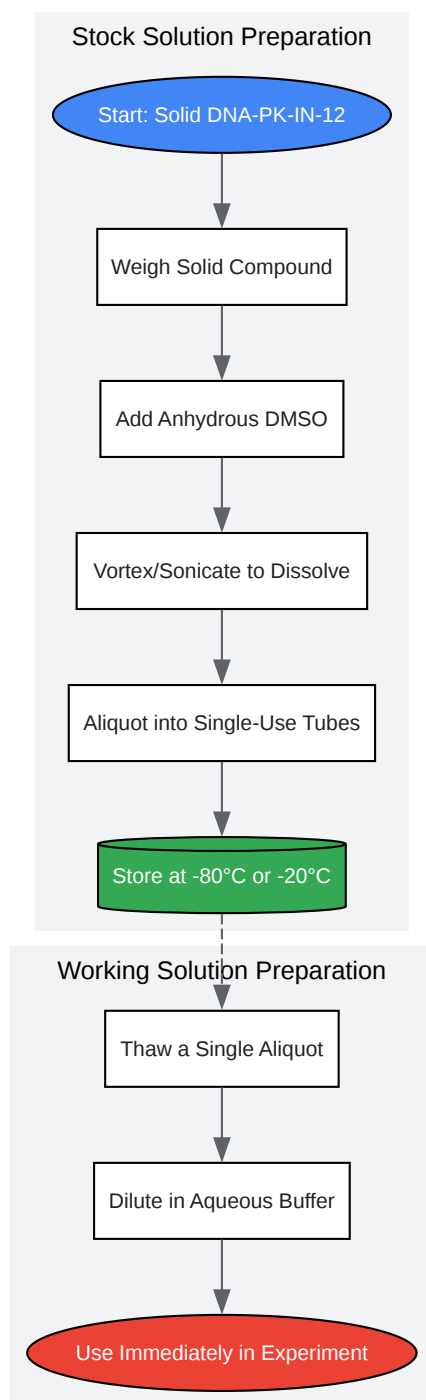 Stock Solution Preparation
Start: Solid DNA-PK-IN-12
Weigh Solid Compound
Add Anhydrous DMSO
Vortex/Sonicate to Dissolve
Aliquot into Single-Use Tubes
Store at -80°C or -20°C
Working Solution Preparation
Thaw a Single Aliquot
Dilute in Aqueous Buffer
Use Immediately in Experiment